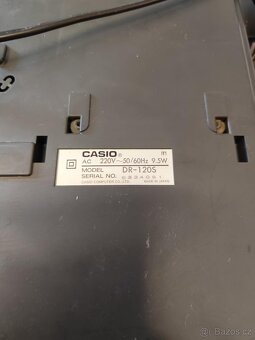 CASIO®
AC 220V~50/60Hz 9.5W
MODEL DR-120S
SERIAL NO.
CASIO COMPUTER CO., LTD. MADE IN JAPAN
Bazoš.cz